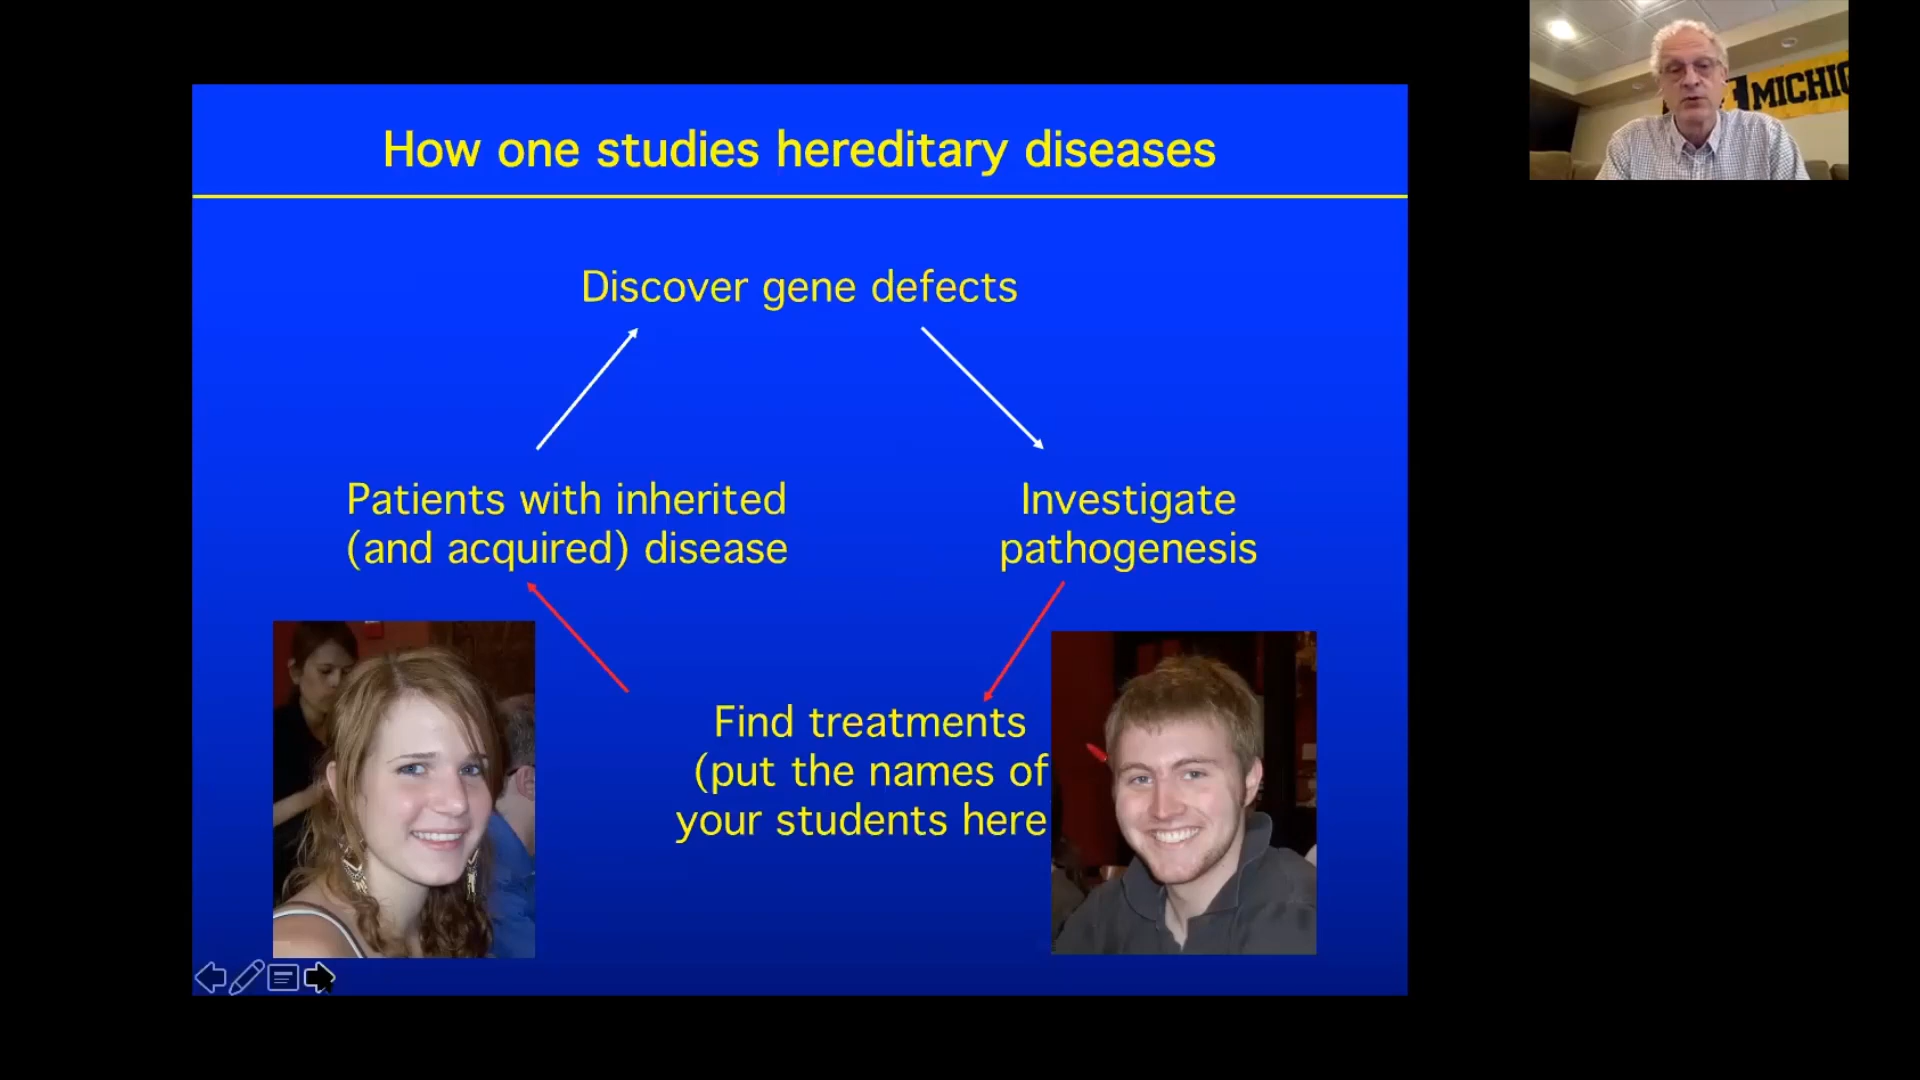 How one studies hereditary diseases
Discover gene defects
Patients with inherited
(and acquired) disease
Investigate
pathogenesis
Find treatments
(put the names of
your students here
MICHIG